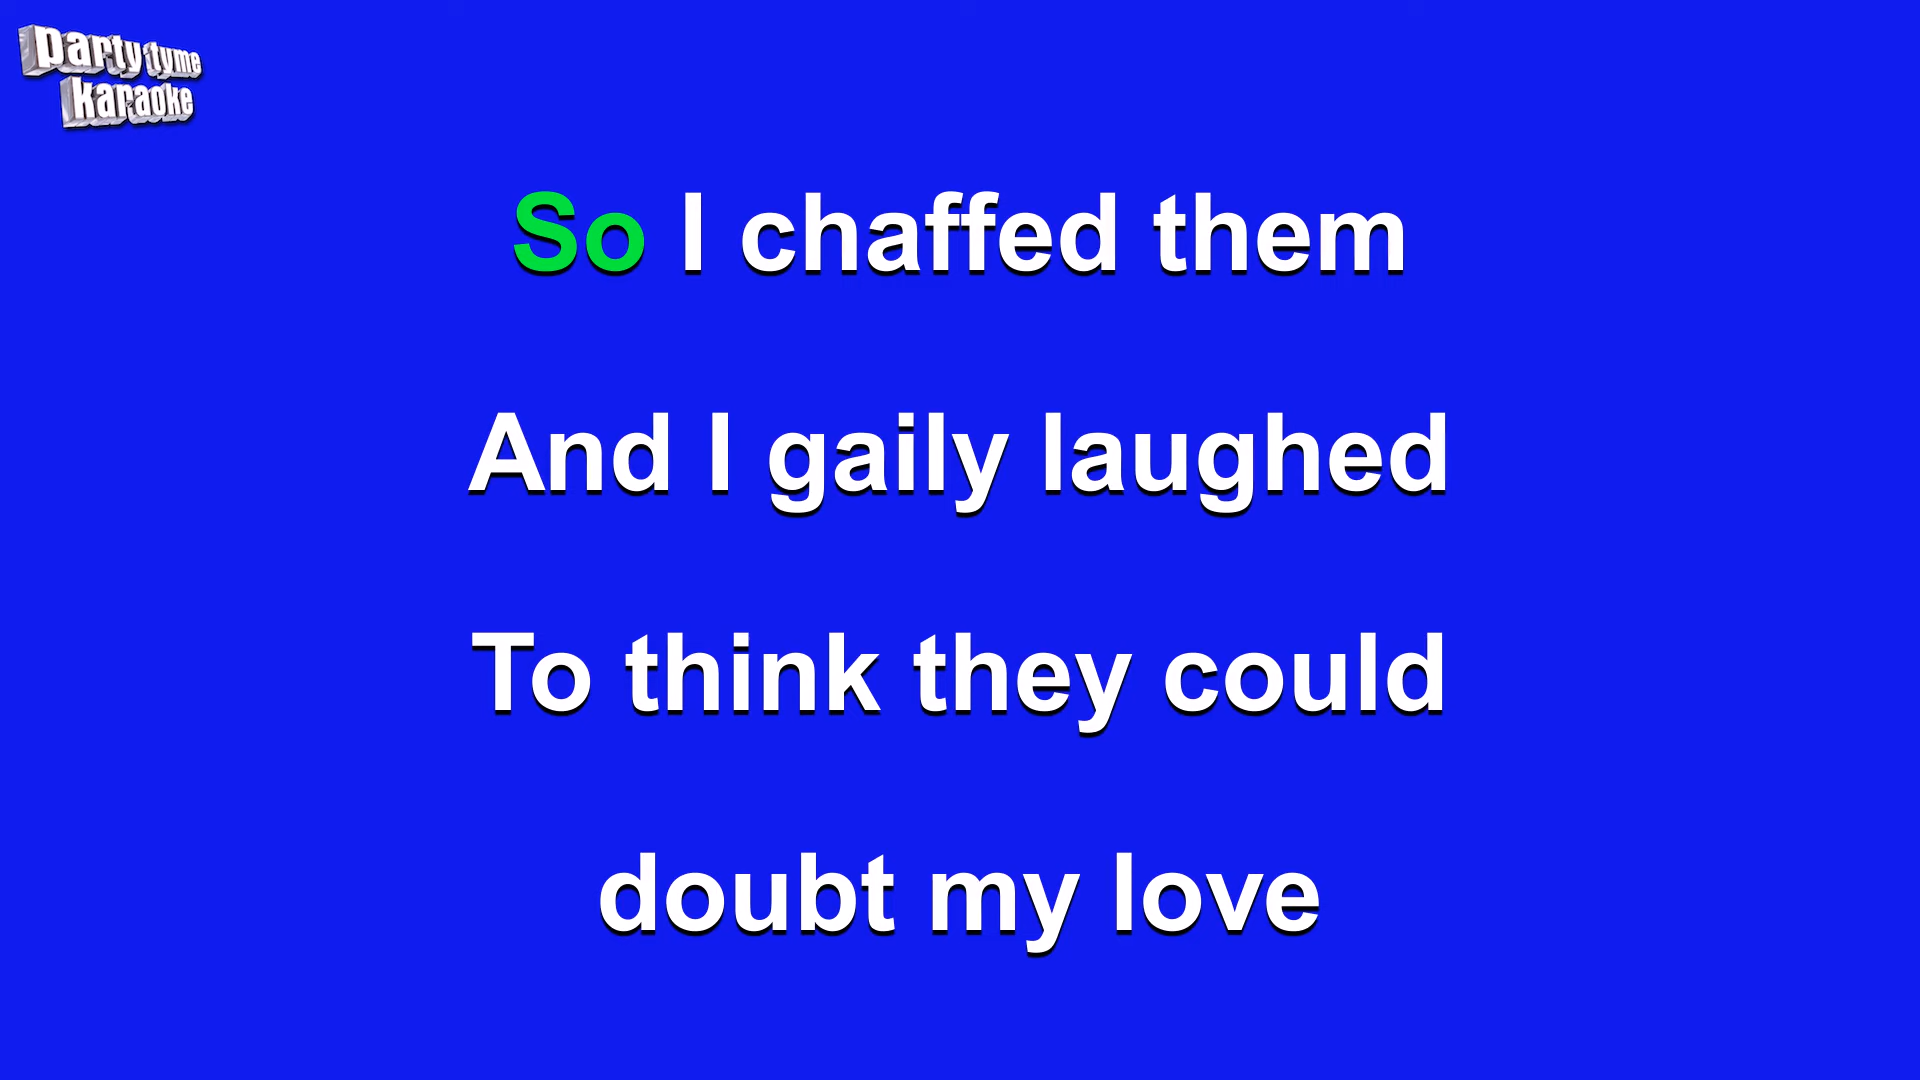 party tyme
karaoke
So I chaffed them
And I gaily laughed
To think they could
doubt my love